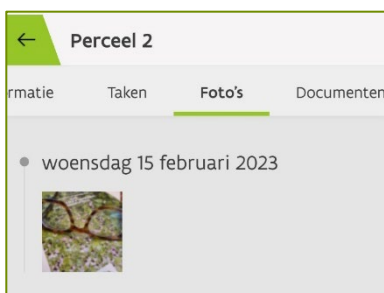 Perceel 2
rmatie Taken Foto's Documenten
woensdag 15 februari 2023